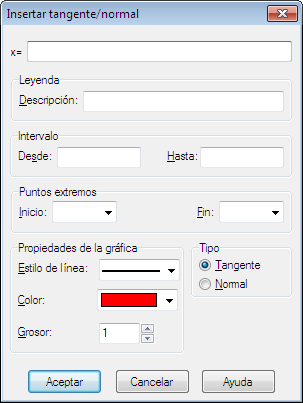 Insertar tangente/normal
x=
Leyenda
Descripción:
Intervalo
Desde:
Hasta:
Puntos extremos
Inicio:
Fin:
Propiedades de la gráfica
Tipo
Estilo de línea:
Tangente
Color:
Normal
Grosor:
1
Aceptar
Cancelar
Ayuda